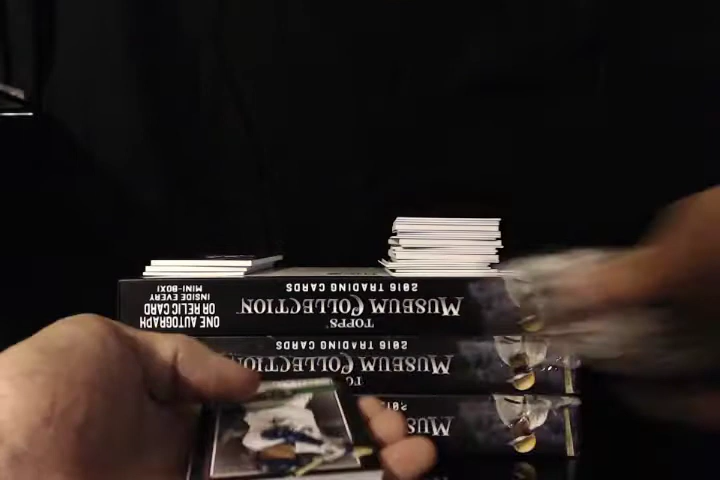 ONE AUTOGRAPH
OR RELIC CARD
INSIDE EVERY
MINI-BOX!
TOPPS®
MUSEUM COLLECTION
2016 TRADING CARDS
MUSEUM COLLECTION
2016 TRADING CARDS